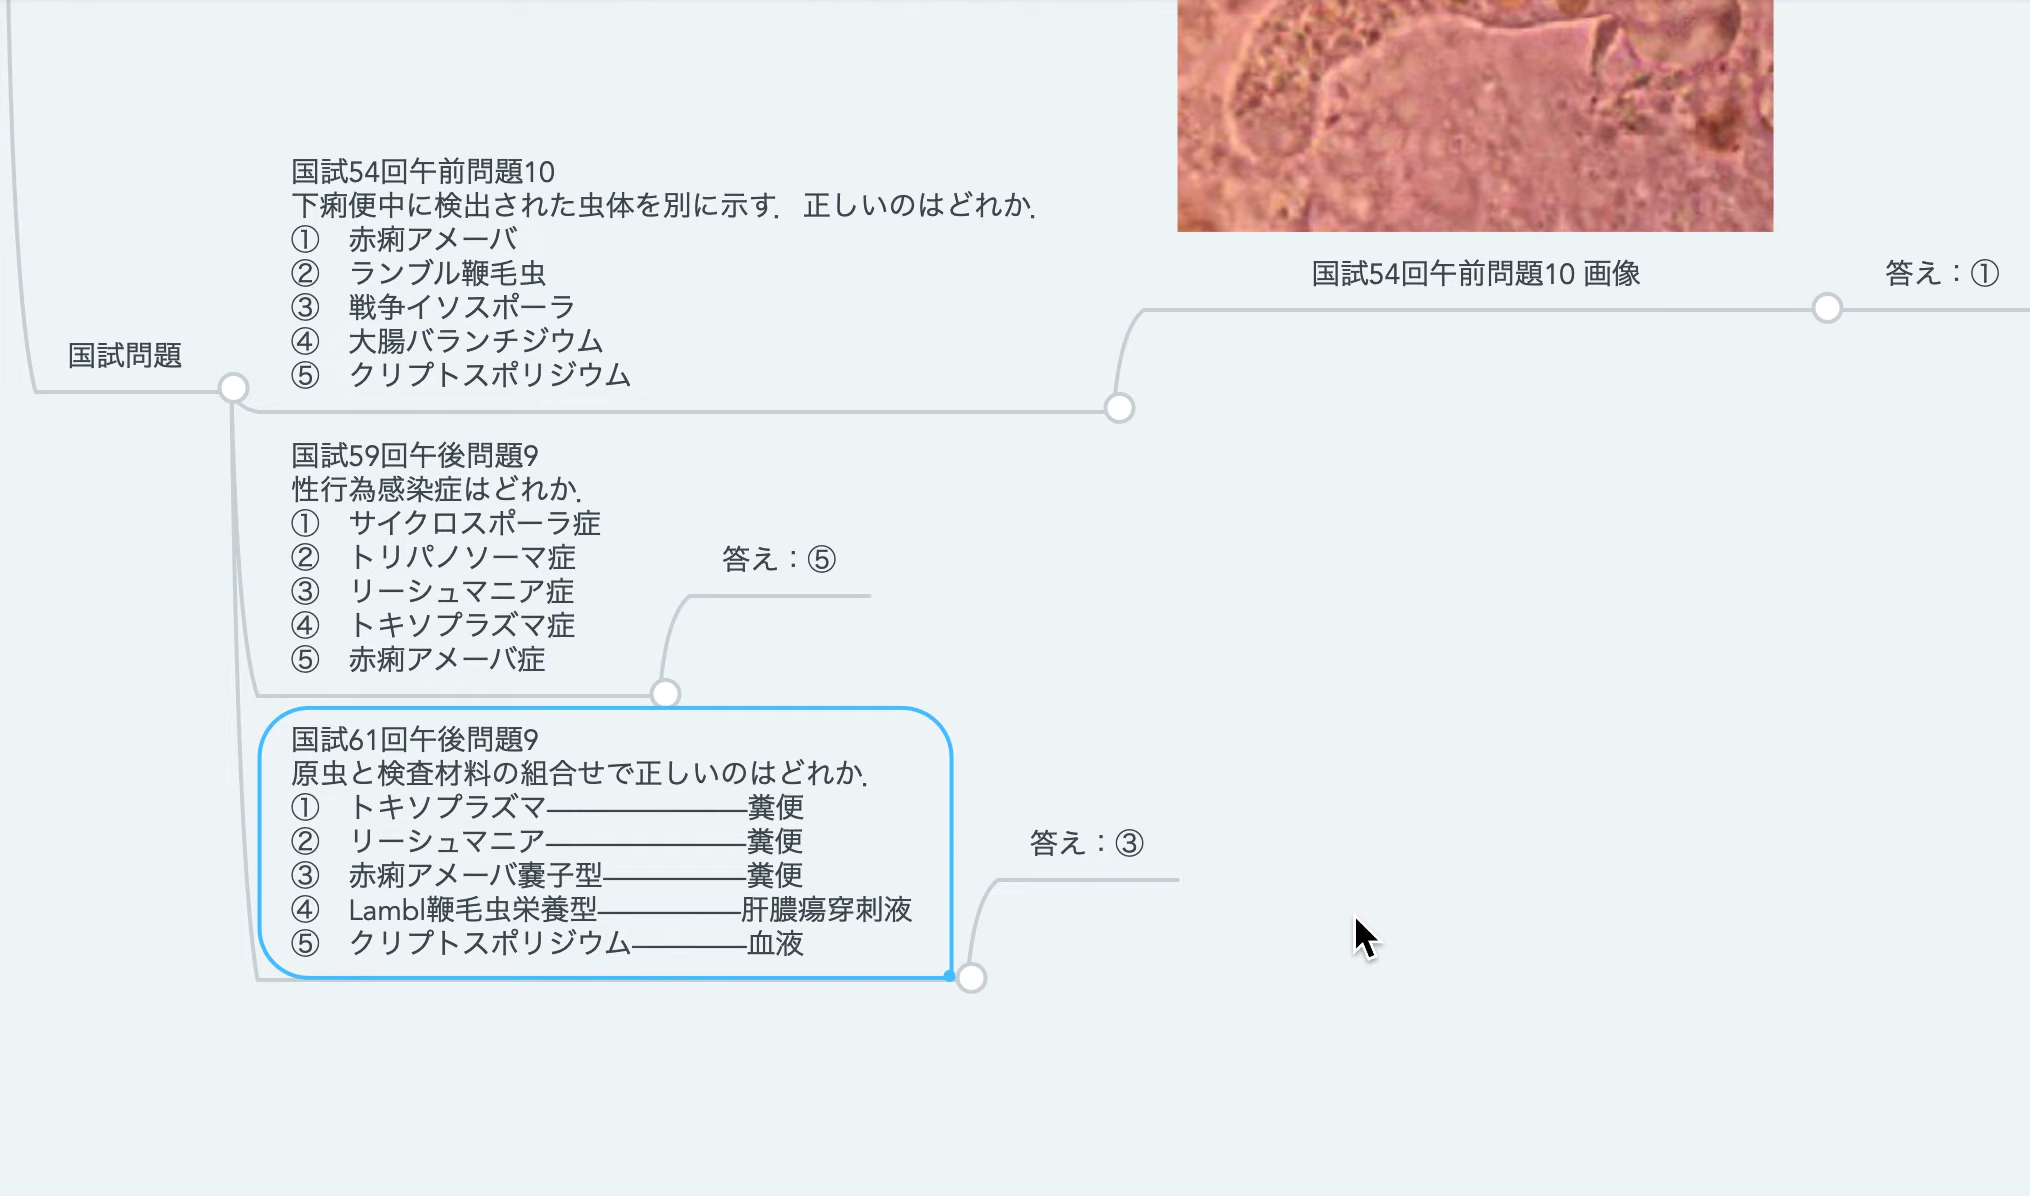 国試問題
国試54回午前問題10
下痢便中に検出された虫体を別に示す．正しいのはどれか．
①　赤痢アメーバ
②　ランブル鞭毛虫
③　戦争イソスポーラ
④　大腸バランチジウム
⑤　クリプトスポリジウム
国試54回午前問題10 画像
答え：①
国試59回午後問題9
性行為感染症はどれか．
①　サイクロスポーラ症
②　トリパノソーマ症
③　リーシュマニア症
④　トキソプラズマ症
⑤　赤痢アメーバ症
答え：⑤
国試61回午後問題9
原虫と検査材料の組合せで正しいのはどれか．
①　トキソプラズマ———————糞便
②　リーシュマニア———————糞便
③　赤痢アメーバ嚢子型—————糞便
④　Lambl鞭毛虫栄養型—————肝膿瘍穿刺液
⑤　クリプトスポリジウム————血液
答え：③